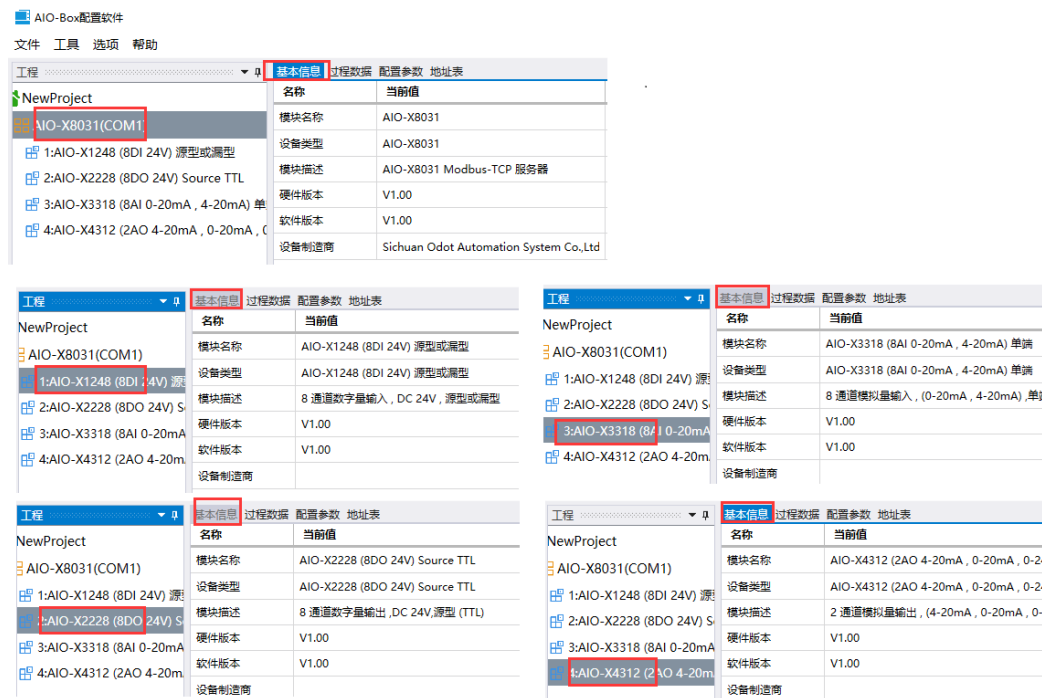 AIO-Box配置软件
文件 工具 选项 帮助
工程
NewProject
AIO-X8031(COM1)
1:AIO-X1248 (8DI 24V) 源型或漏型
2:AIO-X2228 (8DO 24V) Source TTL
3:AIO-X3318 (8AI 0-20mA , 4-20mA) 单
4:AIO-X4312 (2AO 4-20mA , 0-20mA , 0
基本信息 过程数据 配置参数 地址表
名称 当前值
模块名称 AIO-X8031
设备类型 AIO-X8031
模块描述 AIO-X8031 Modbus-TCP 服务器
硬件版本 V1.00
软件版本 V1.00
设备制造商 Sichuan Odot Automation System Co.,Ltd
工程
NewProject
AIO-X8031(COM1)
1:AIO-X1248 (8DI 24V) 源
2:AIO-X2228 (8DO 24V) S
3:AIO-X3318 (8AI 0-20mA
4:AIO-X4312 (2AO 4-20m
基本信息 过程数据 配置参数 地址表
名称 当前值
模块名称 AIO-X1248 (8DI 24V) 源型或漏型
设备类型 AIO-X1248 (8DI 24V) 源型或漏型
模块描述 8 通道数字量输入 , DC 24V , 源型或漏型
硬件版本 V1.00
软件版本 V1.00
设备制造商
工程
NewProject
AIO-X8031(COM1)
1:AIO-X1248 (8DI 24V) 源
2:AIO-X2228 (8DO 24V) S
3:AIO-X3318 (8AI 0-20mA
4:AIO-X4312 (2AO 4-20m
基本信息 过程数据 配置参数 地址表
名称 当前值
模块名称 AIO-X3318 (8AI 0-20mA , 4-20mA) 单端
设备类型 AIO-X3318 (8AI 0-20mA , 4-20mA) 单端
模块描述 8 通道模拟量输入 , (0-20mA , 4-20mA) ,单端
硬件版本 V1.00
软件版本 V1.00
设备制造商
工程
NewProject
AIO-X8031(COM1)
1:AIO-X1248 (8DI 24V) 源
2:AIO-X2228 (8DO 24V) S
3:AIO-X3318 (8AI 0-20mA
4:AIO-X4312 (2AO 4-20m
基本信息 过程数据 配置参数 地址表
名称 当前值
模块名称 AIO-X2228 (8DO 24V) Source TTL
设备类型 AIO-X2228 (8DO 24V) Source TTL
模块描述 8 通道数字量输出 ,DC 24V,源型 (TTL)
硬件版本 V1.00
软件版本 V1.00
设备制造商
工程
NewProject
AIO-X8031(COM1)
1:AIO-X1248 (8DI 24V) 源
2:AIO-X2228 (8DO 24V) S
3:AIO-X3318 (8AI 0-20mA
4:AIO-X4312 (2AO 4-20m
基本信息 过程数据 配置参数 地址表
名称 当前值
模块名称 AIO-X4312 (2AO 4-20mA , 0-20mA , 0-24
设备类型 AIO-X4312 (2AO 4-20mA , 0-20mA , 0-24
模块描述 2 通道模拟量输出 , (4-20mA , 0-20mA , 0-
硬件版本 V1.00
软件版本 V1.00
设备制造商